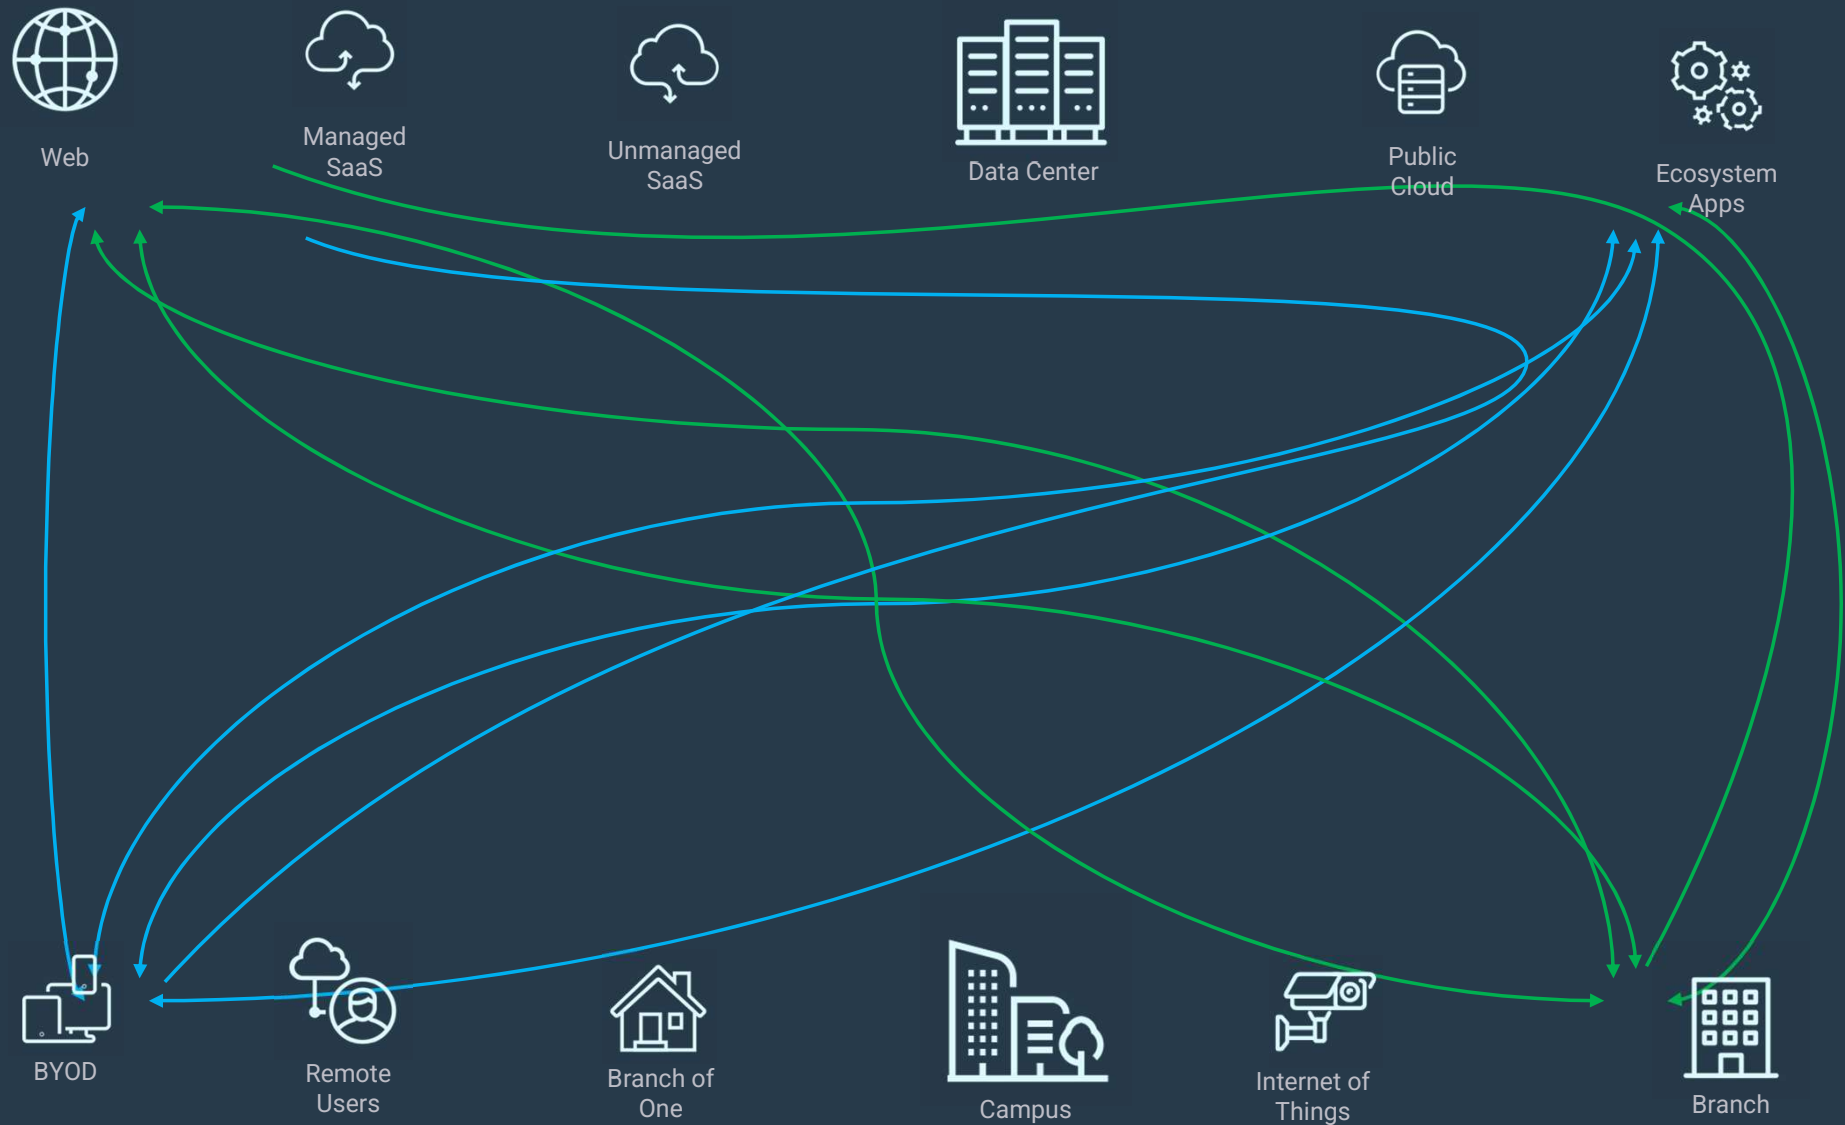 Web
Managed
SaaS
Unmanaged
SaaS
Data Center
Public
Cloud
Ecosystem
Apps
BYOD
Remote
Users
Branch of
One
Campus
Internet of
Things
Branch